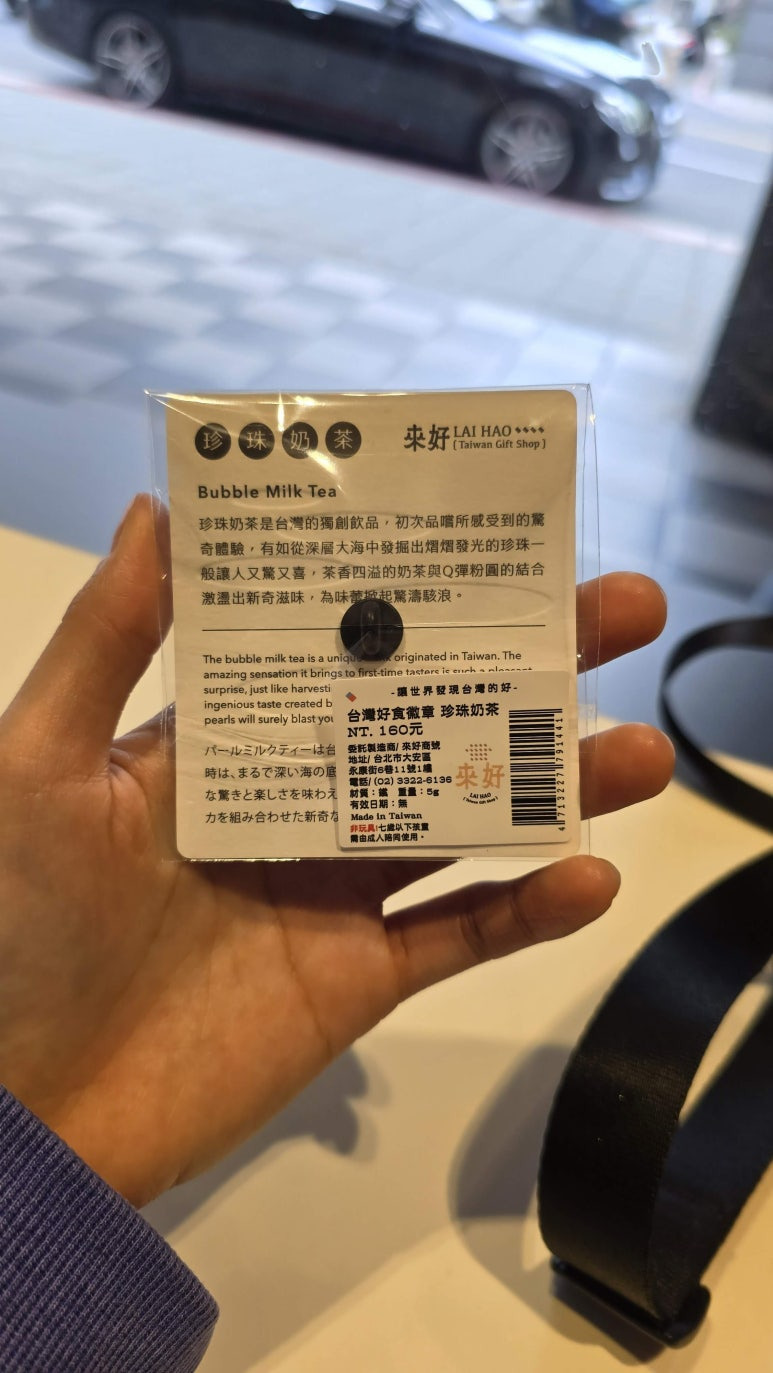 珍珠奶茶
來好 LAI HAO
[Taiwan Gift Shop]
Bubble Milk Tea
珍珠奶茶是台灣的獨創飲品，初次品嚐所感受到的驚
奇體驗，有如從深層大海中發掘出熠熠發光的珍珠一
般讓人又驚又喜，茶香四溢的奶茶與Q彈粉圓的結合
激盪出新奇滋味，為味蕾掀起驚濤駭浪。
The bubble milk tea is a unique originated in Taiwan. The
amazing sensation it brings to first-time tasters is such a pleasant
surprise, just like harvesti
ingenious taste created b
pearls will surely blast you
パールミルクティーは台
時は、まるで深い海の底
な驚きと楽しさを味わえ
力を組み合わせた新奇な
-讓世界發現台灣的好-
台灣好食徽章 珍珠奶茶
NT. 160元
委託製造商/ 來好商號
地址/ 台北市大安區
永康街6巷11號1樓
電話/ (02) 3322-6136
材質：鐵 重量：5g
有效日期：無
Made in Taiwan
非玩具!七歲以下孩童
需由成人陪同使用。
來好
LAI HAO
[Taiwan Gift Shop]
4713227791441